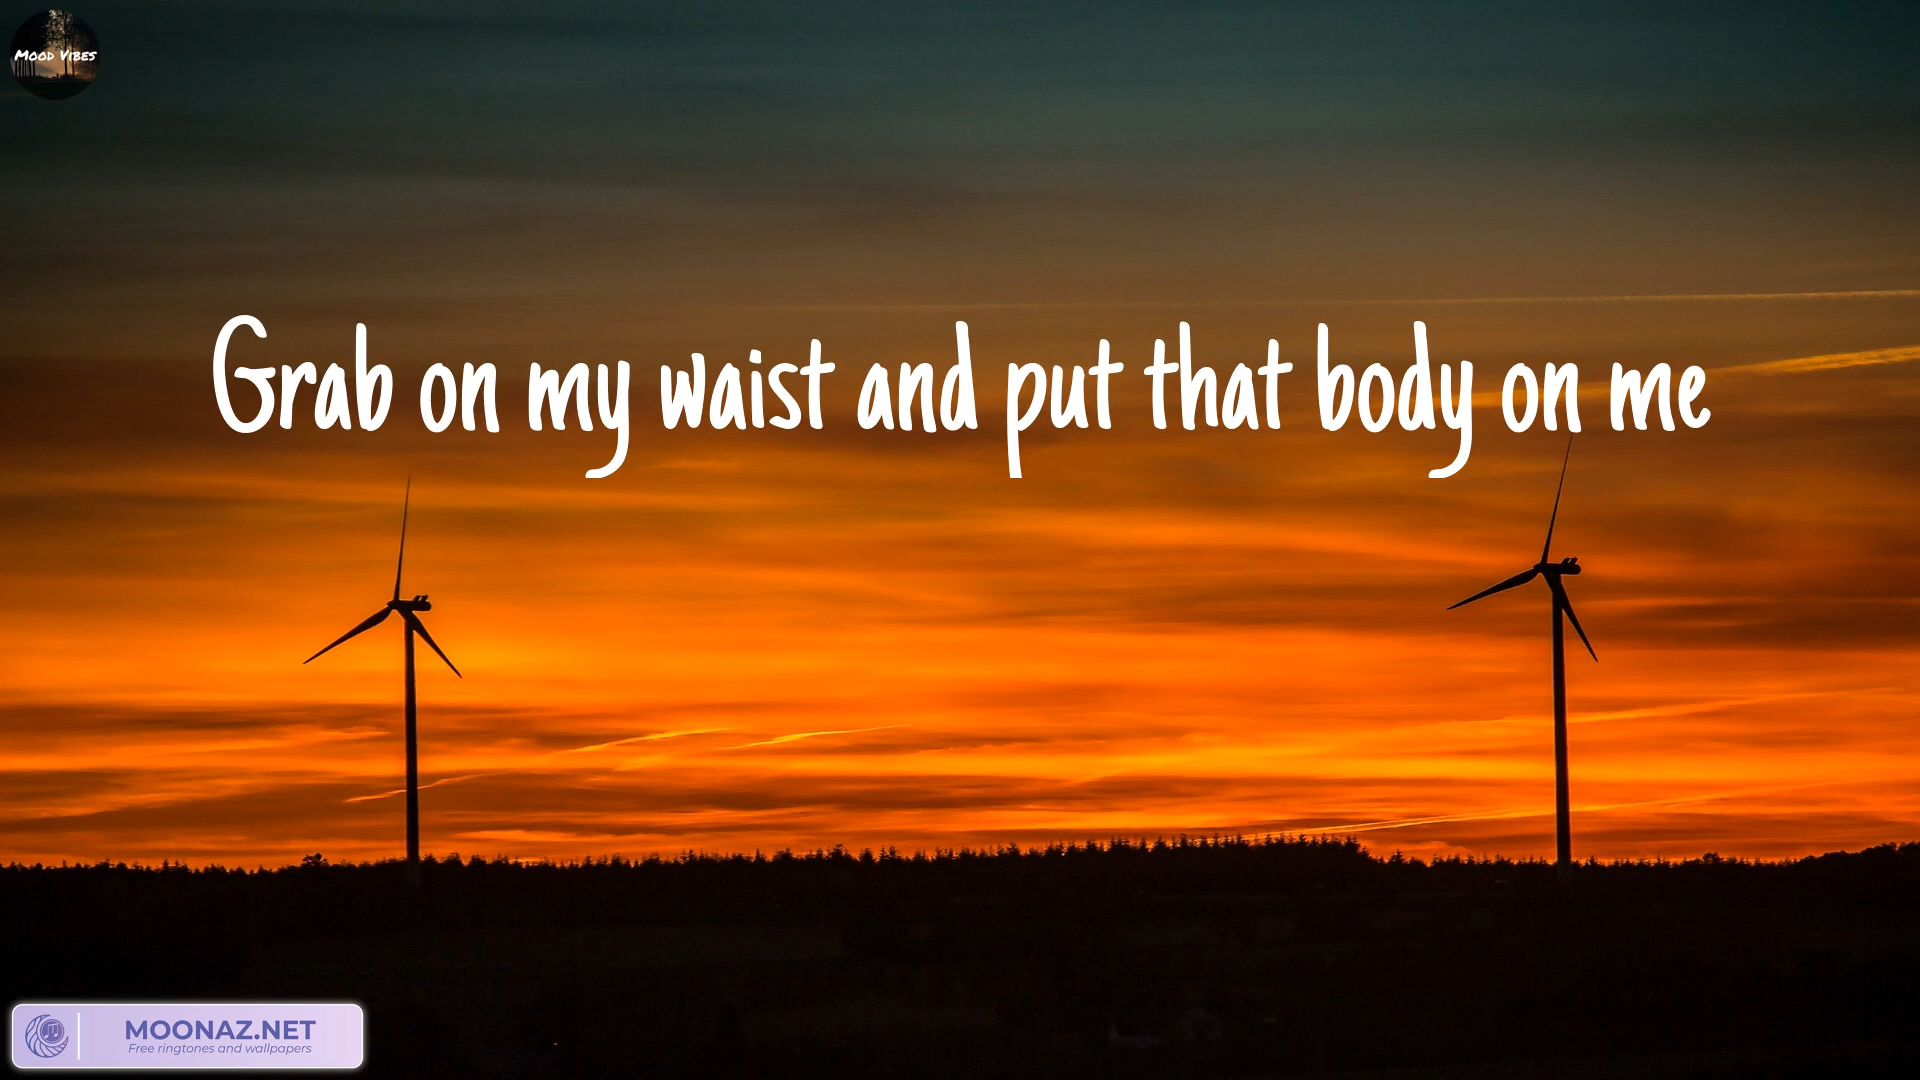 Mood Vibes
Grab on my waist and put that body on me
MOONAZ.NET
Free ringtones and wallpapers